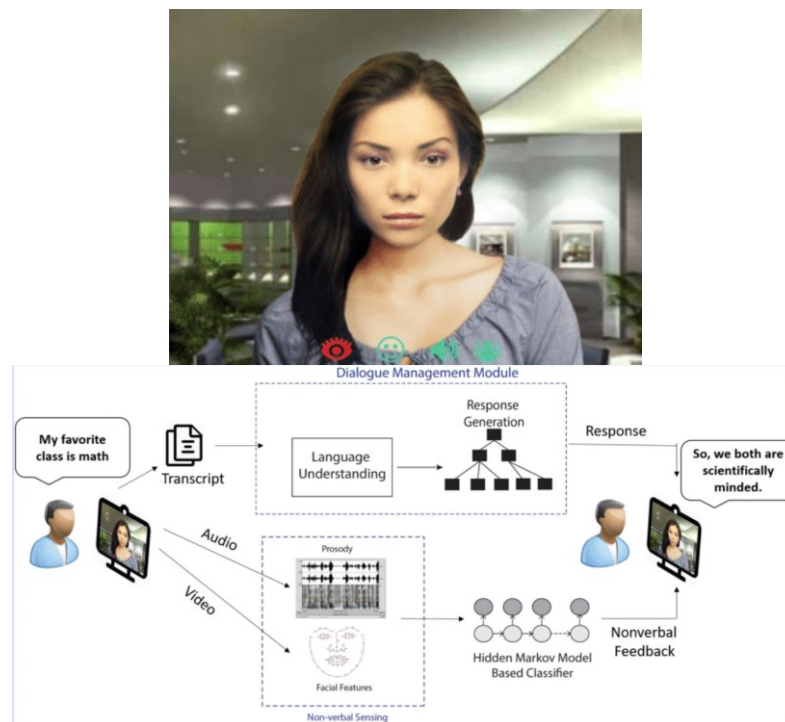 Dialogue Management Module
My favorite
class is math
Transcript
Language
Understanding
Response
Generation
Response
So, we both are
scientifically
minded.
Audio
Video
Prosody
Facial Features
Non-verbal Sensing
Hidden Markov Model
Based Classifier
Nonverbal
Feedback